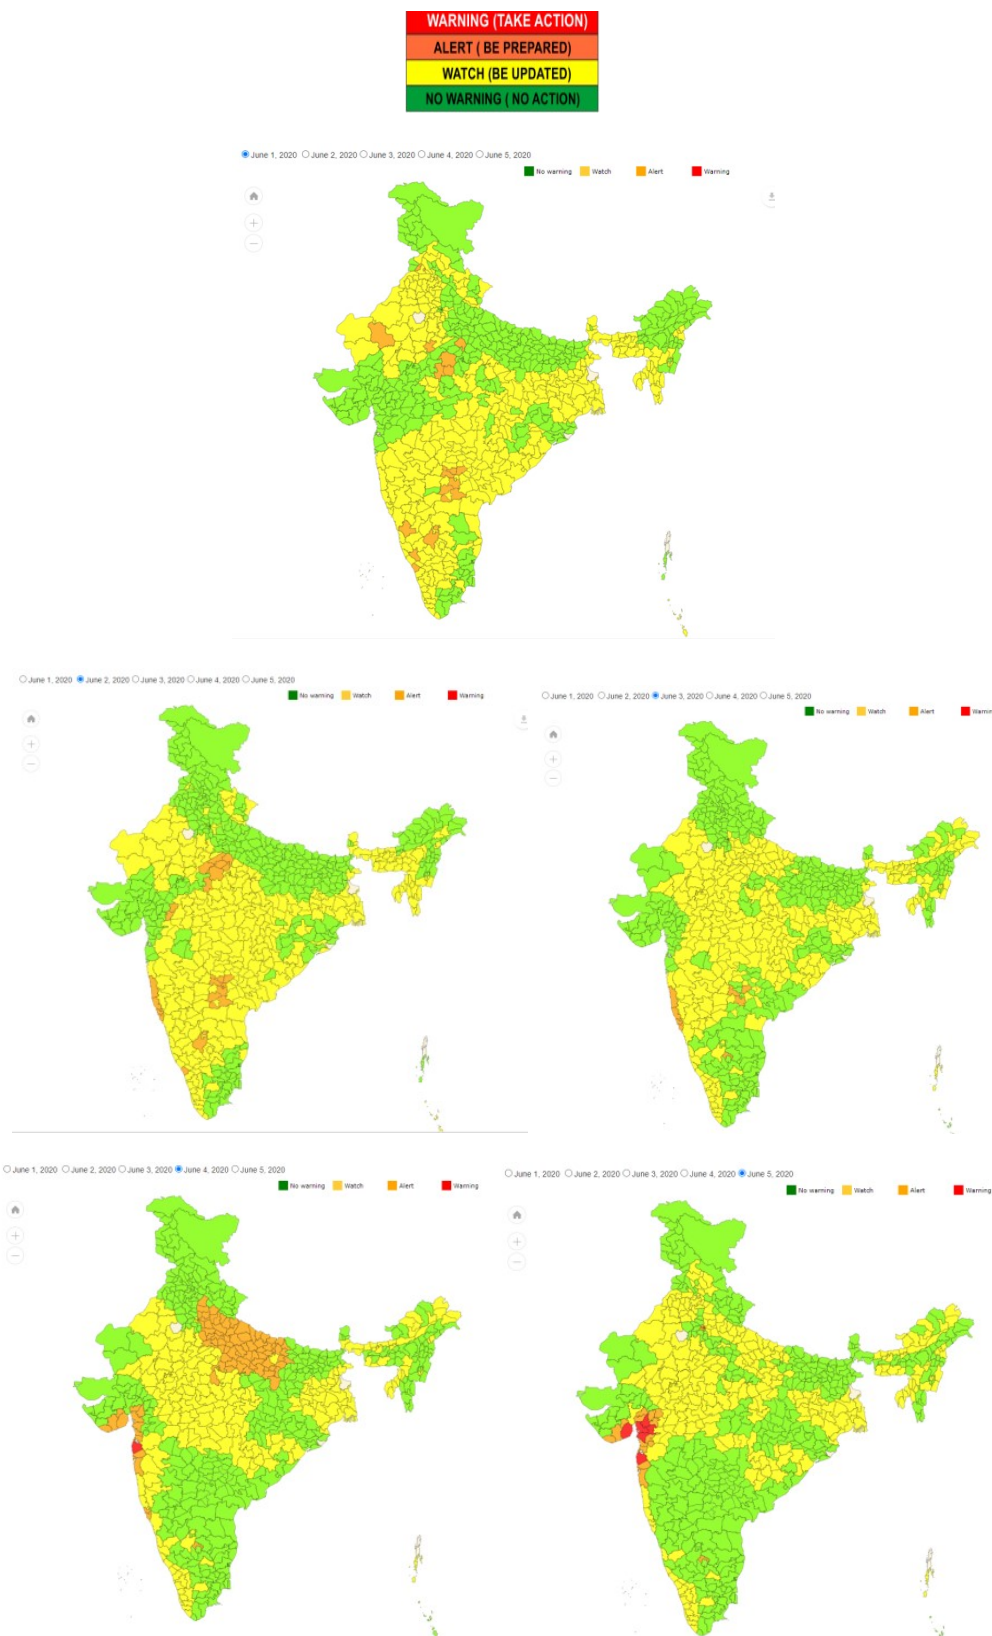 WARNING (TAKE ACTION)
ALERT ( BE PREPARED)
WATCH (BE UPDATED)
NO WARNING ( NO ACTION)
June 1, 2020 June 2, 2020 June 3, 2020 June 4, 2020 June 5, 2020
No warning Watch Alert Warning
June 1, 2020 June 2, 2020 June 3, 2020 June 4, 2020 June 5, 2020
No warning Watch Alert Warning
June 1, 2020 June 2, 2020 June 3, 2020 June 4, 2020 June 5, 2020
No warning Watch Alert Warnin
June 1, 2020 June 2, 2020 June 3, 2020 June 4, 2020 June 5, 2020
No warning Watch Alert Warning
June 1, 2020 June 2, 2020 June 3, 2020 June 4, 2020 June 5, 2020
No warning Watch Alert Warning